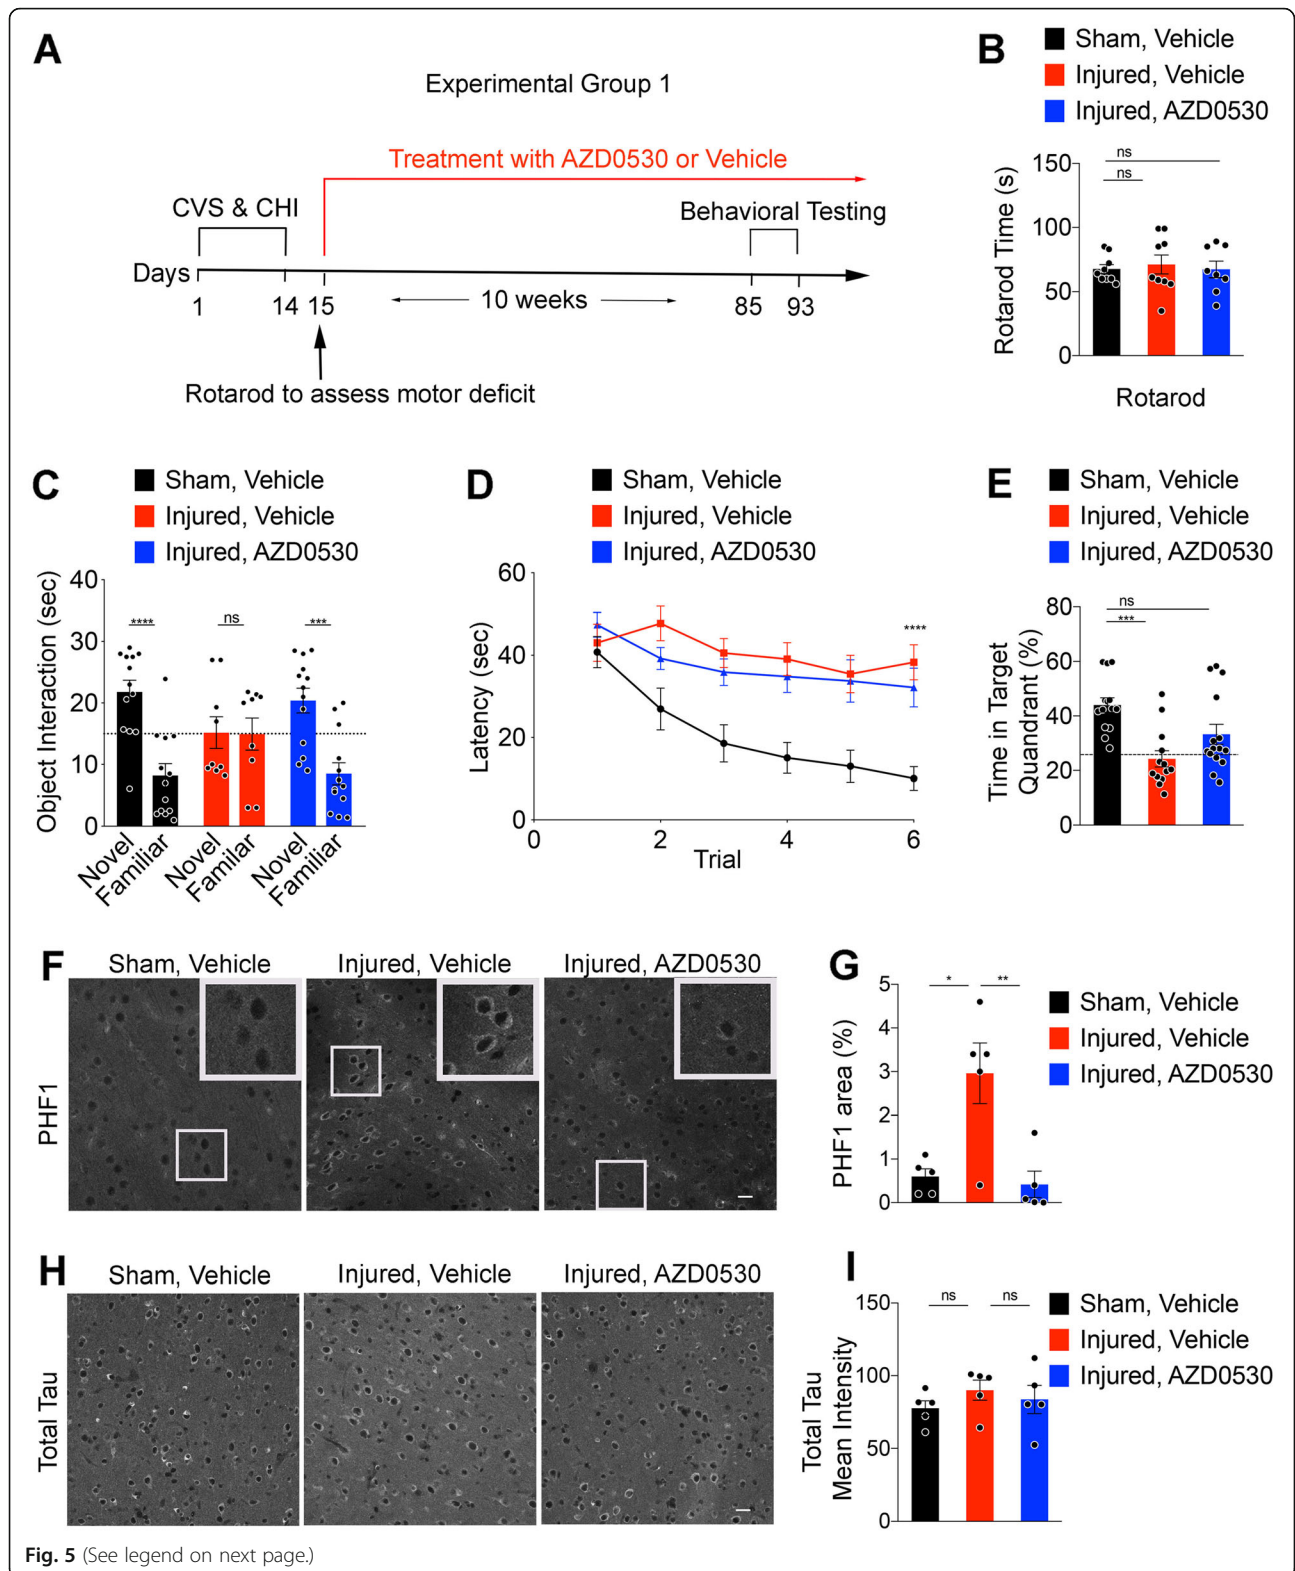 A
Experimental Group 1
Treatment with AZD0530 or Vehicle
CVS & CHI
Behavioral Testing
Days
1 14 15 10 weeks 85 93
Rotarod to assess motor deficit
B
Sham, Vehicle
Injured, Vehicle
Injured, AZD0530
Rotarod Time (s)
150
100
50
0
ns
ns
Rotarod
C
Sham, Vehicle
Injured, Vehicle
Injured, AZD0530
Object Interaction (sec)
40
30
20
10
0
**** ns ***
Novel
Familiar
Novel
Familar
Novel
Familiar
D
Sham, Vehicle
Injured, Vehicle
Injured, AZD0530
Latency (sec)
60
40
20
0
****
0 2 4 6
Trial
E
Sham, Vehicle
Injured, Vehicle
Injured, AZD0530
Time in Target
Quandrant (%)
80
60
40
20
0
ns
***
F
Sham, Vehicle Injured, Vehicle Injured, AZD0530
PHF1
G
PHF1 area (%)
5
4
3
2
1
0
* **
Sham, Vehicle
Injured, Vehicle
Injured, AZD0530
H
Sham, Vehicle Injured, Vehicle Injured, AZD0530
Total Tau
I
Total Tau
Mean Intensity
150
100
50
0
ns ns
Sham, Vehicle
Injured, Vehicle
Injured, AZD0530
Fig. 5 (See legend on next page.)